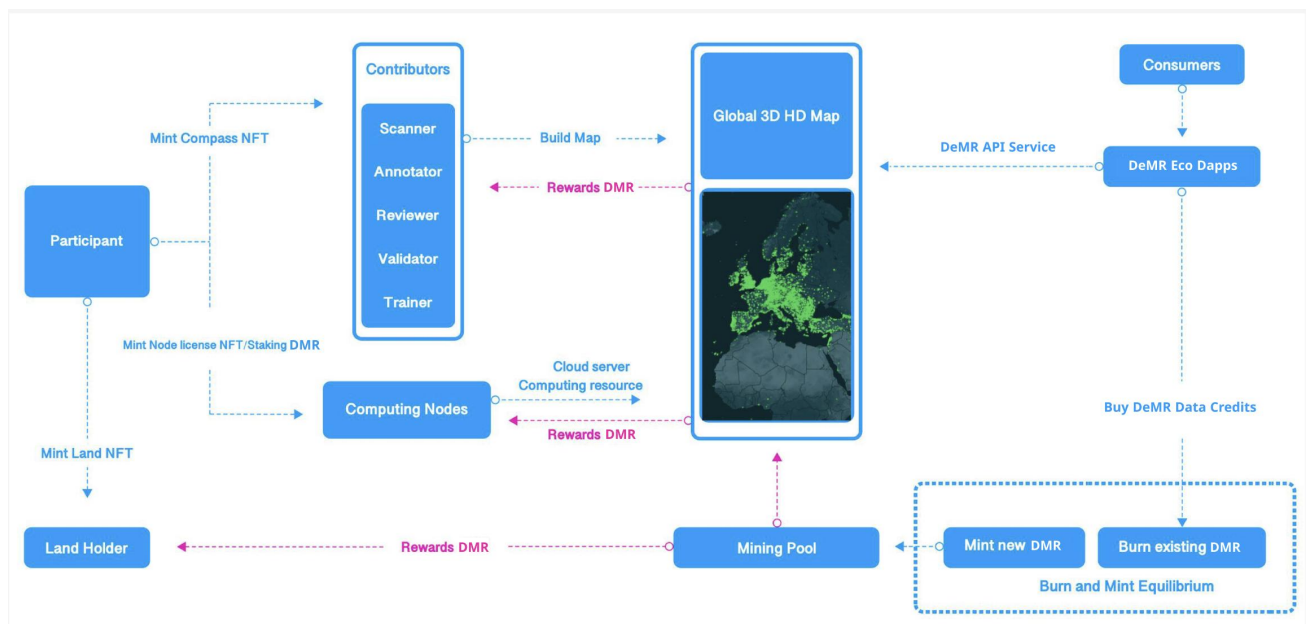 Contributors
Consumers
Scanner
Global 3D HD Map
Mint Compass NFT
Build Map
DeMR API Service
Annotator
DeMR Eco Dapps
Rewards DMR
Reviewer
Participant
Validator
Trainer
Mint Node license NFT/Staking DMR
Cloud server
Computing resource
Computing Nodes
Buy DeMR Data Credits
Rewards DMR
Mint Land NFT
Land Holder
Rewards DMR
Mining Pool
Mint new DMR
Burn existing DMR
Burn and Mint Equilibrium